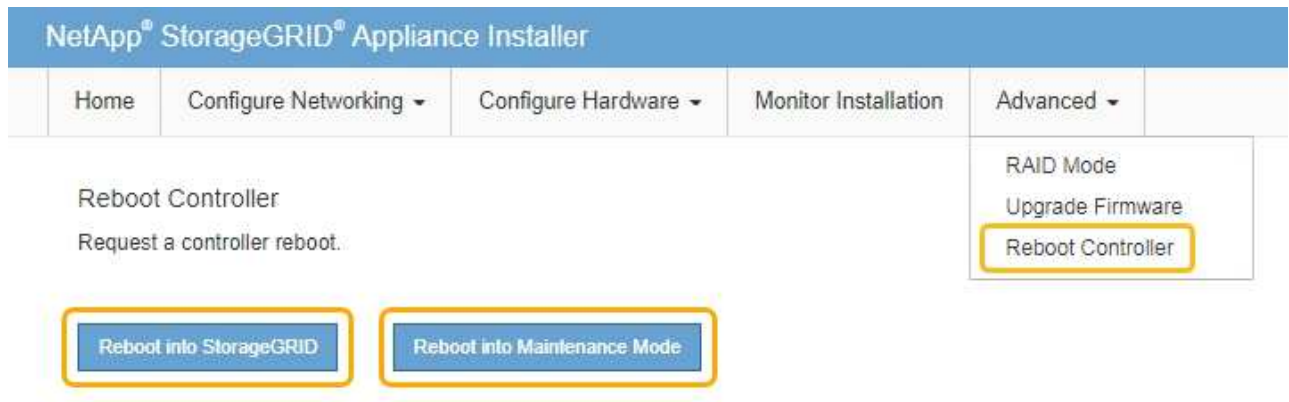 NetApp® StorageGRID® Appliance Installer
Home Configure Networking Configure Hardware Monitor Installation Advanced
RAID Mode
Upgrade Firmware
Reboot Controller
Reboot Controller
Request a controller reboot.
Reboot into StorageGRID Reboot into Maintenance Mode